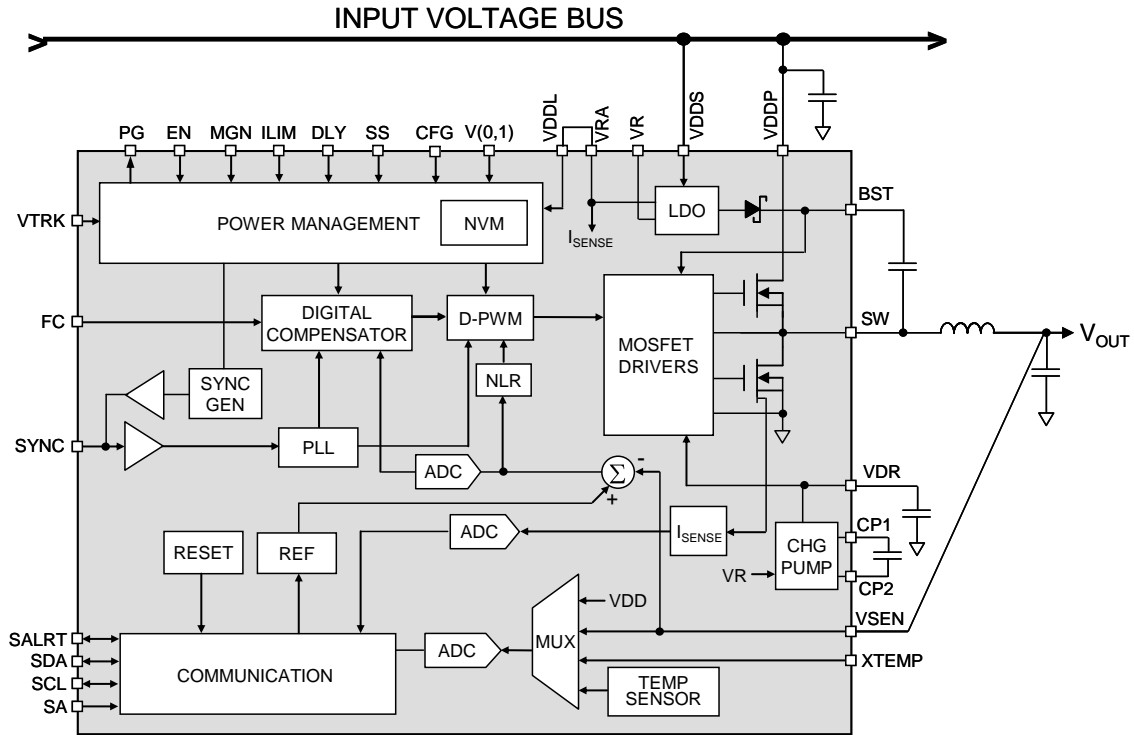 INPUT VOLTAGE BUS
PG
EN
MGN
ILIM
DLY
SS
CFG
V(0,1)
VDDL
VRA
VR
VDDS
VDDP
VTRK
POWER MANAGEMENT
NVM
I_SENSE
LDO
BST
FC
DIGITAL
COMPENSATOR
D-PWM
MOSFET
DRIVERS
SW
V_OUT
NLR
SYNC
GEN
SYNC
PLL
ADC
Σ
-
+
VDR
RESET
REF
ADC
I_SENSE
VR
CHG
PUMP
CP1
CP2
VDD
VSEN
MUX
XTEMP
TEMP
SENSOR
SALRT
SDA
SCL
SA
COMMUNICATION
ADC